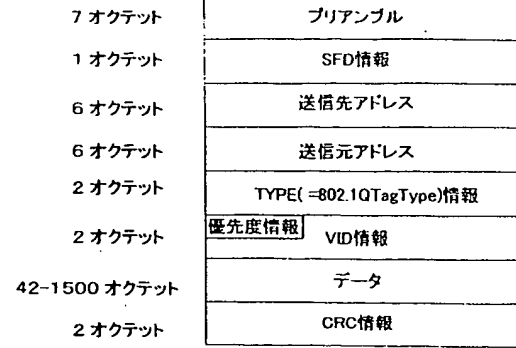 7 オクテット プリアンブル
1 オクテット SFD情報
6 オクテット 送信先アドレス
6 オクテット 送信元アドレス
2 オクテット TYPE( =802.1QTagType)情報
2 オクテット 優先度情報 VID情報
42-1500 オクテット データ
2 オクテット CRC情報